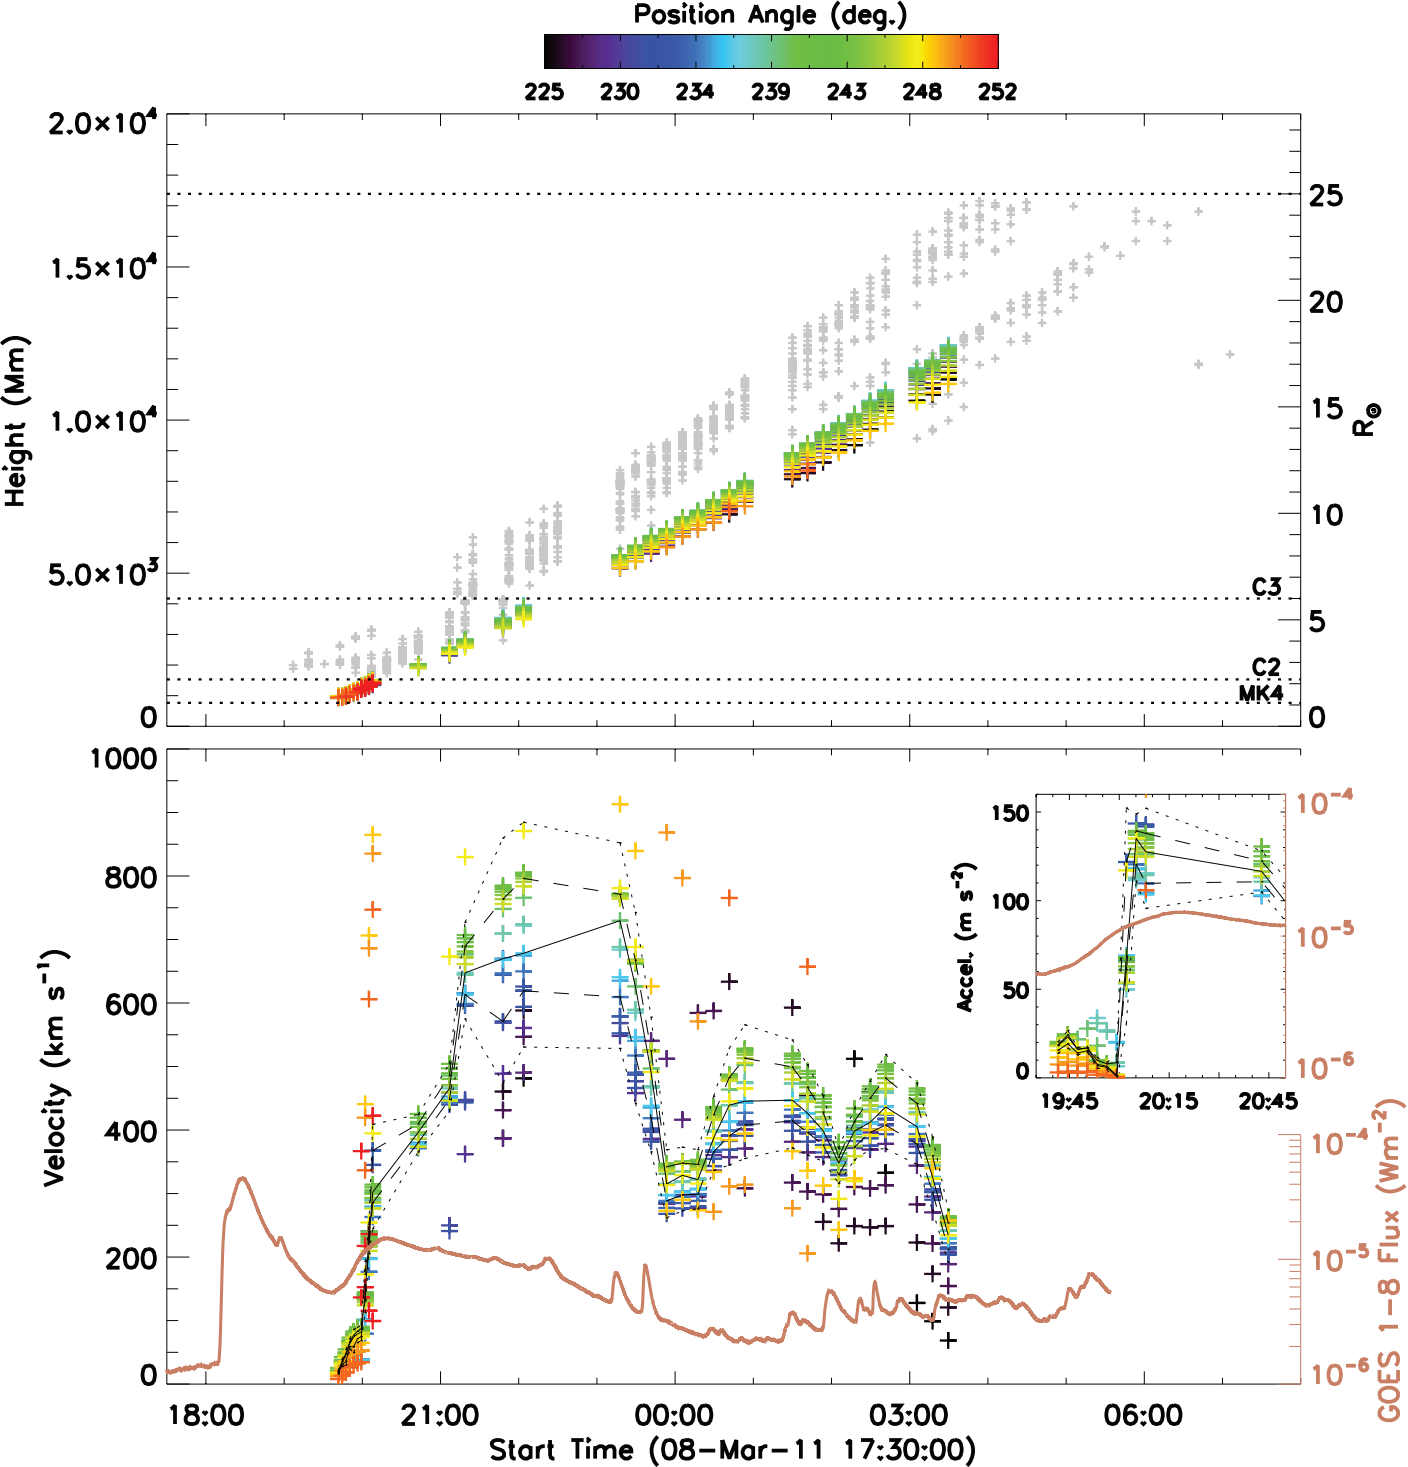 Position Angle (deg.)
225 230 234 239 243 248 252
2.0×10⁴
1.5×10⁴
1.0×10⁴
5.0×10³
0
Height (Mm)
25
20
15
10
5
0
R⊙
C3
C2
MK4
1000
800
600
400
200
0
Velocity (km s⁻¹)
150
100
50
0
Accel. (m s⁻²)
19:45 20:15 20:45
10⁻⁴
10⁻⁵
10⁻⁶
10⁻⁴
10⁻⁵
10⁻⁶
GOES 1-8 Flux (Wm⁻²)
18:00 21:00 00:00 03:00 06:00
Start Time (08-Mar-11 17:30:00)